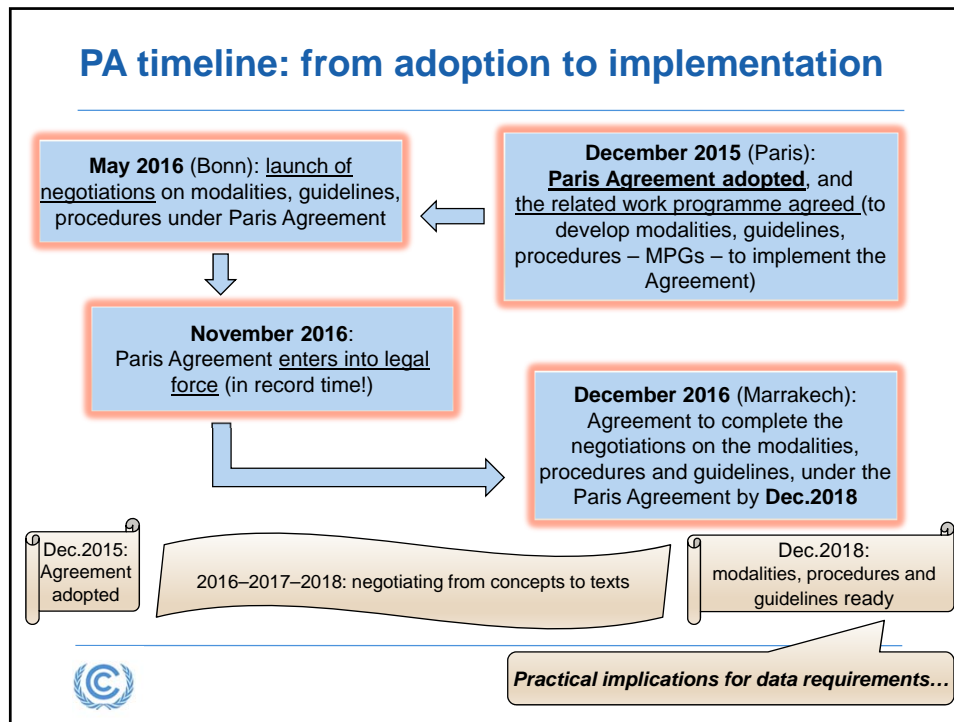 PA timeline: from adoption to implementation
December 2015 (Paris):
Paris Agreement adopted, and
the related work programme agreed (to
develop modalities, guidelines,
procedures – MPGs – to implement the
Agreement)
May 2016 (Bonn): launch of
negotiations on modalities, guidelines,
procedures under Paris Agreement
November 2016:
Paris Agreement enters into legal
force (in record time!)
December 2016 (Marrakech):
Agreement to complete the
negotiations on the modalities,
procedures and guidelines, under the
Paris Agreement by Dec.2018
Dec.2015:
Agreement
adopted
2016–2017–2018: negotiating from concepts to texts
Dec.2018:
modalities, procedures and
guidelines ready
Practical implications for data requirements…